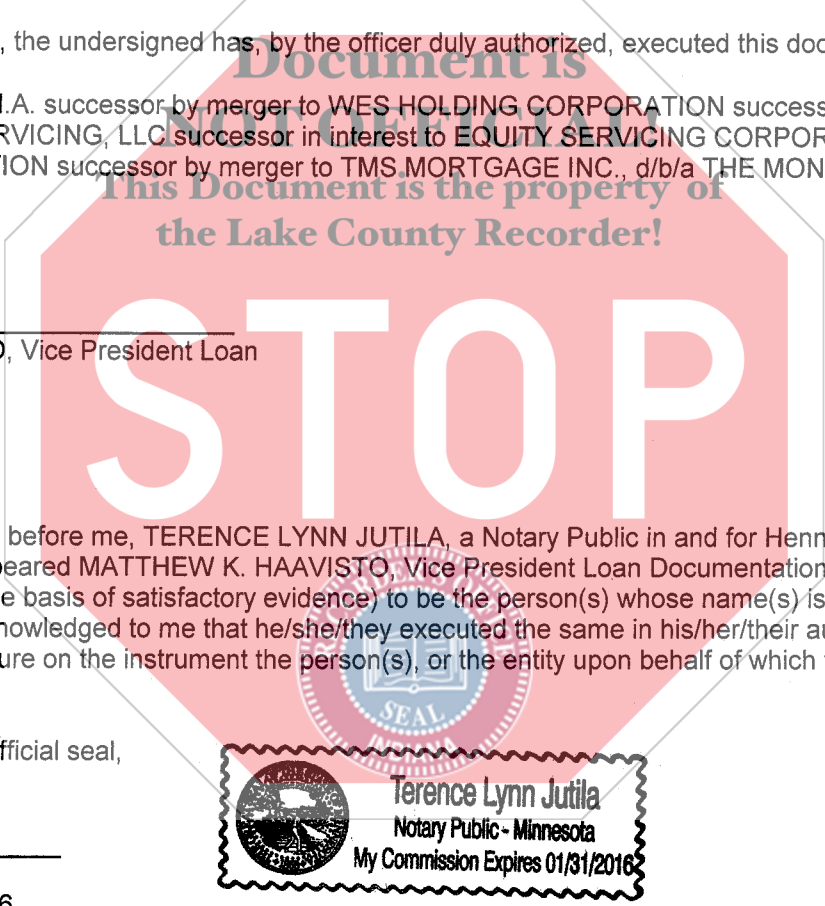 , the undersigned has, by the officer duly authorized, executed this doc
Document is
.A. successor by merger to WES HOLDING CORPORATION success
NOT OFFICIAL!
RVICING, LLC successor in interest to EQUITY SERVICING CORPOR
ION successor by merger to TMS MORTGAGE INC., d/b/a THE MON
This Document is the property of
the Lake County Recorder!
STOP
, Vice President Loan
before me, TERENCE LYNN JUTILA, a Notary Public in and for Henn
peared MATTHEW K. HAAVISTO, Vice President Loan Documentation
e basis of satisfactory evidence) to be the person(s) whose name(s) is
nowledged to me that he/she/they executed the same in his/her/their au
ure on the instrument the person(s), or the entity upon behalf of which
RECORDER'S OFFICE
SEAL
INDIANA
fficial seal,
Terence Lynn Jutila
Notary Public - Minnesota
My Commission Expires 01/31/2016
6